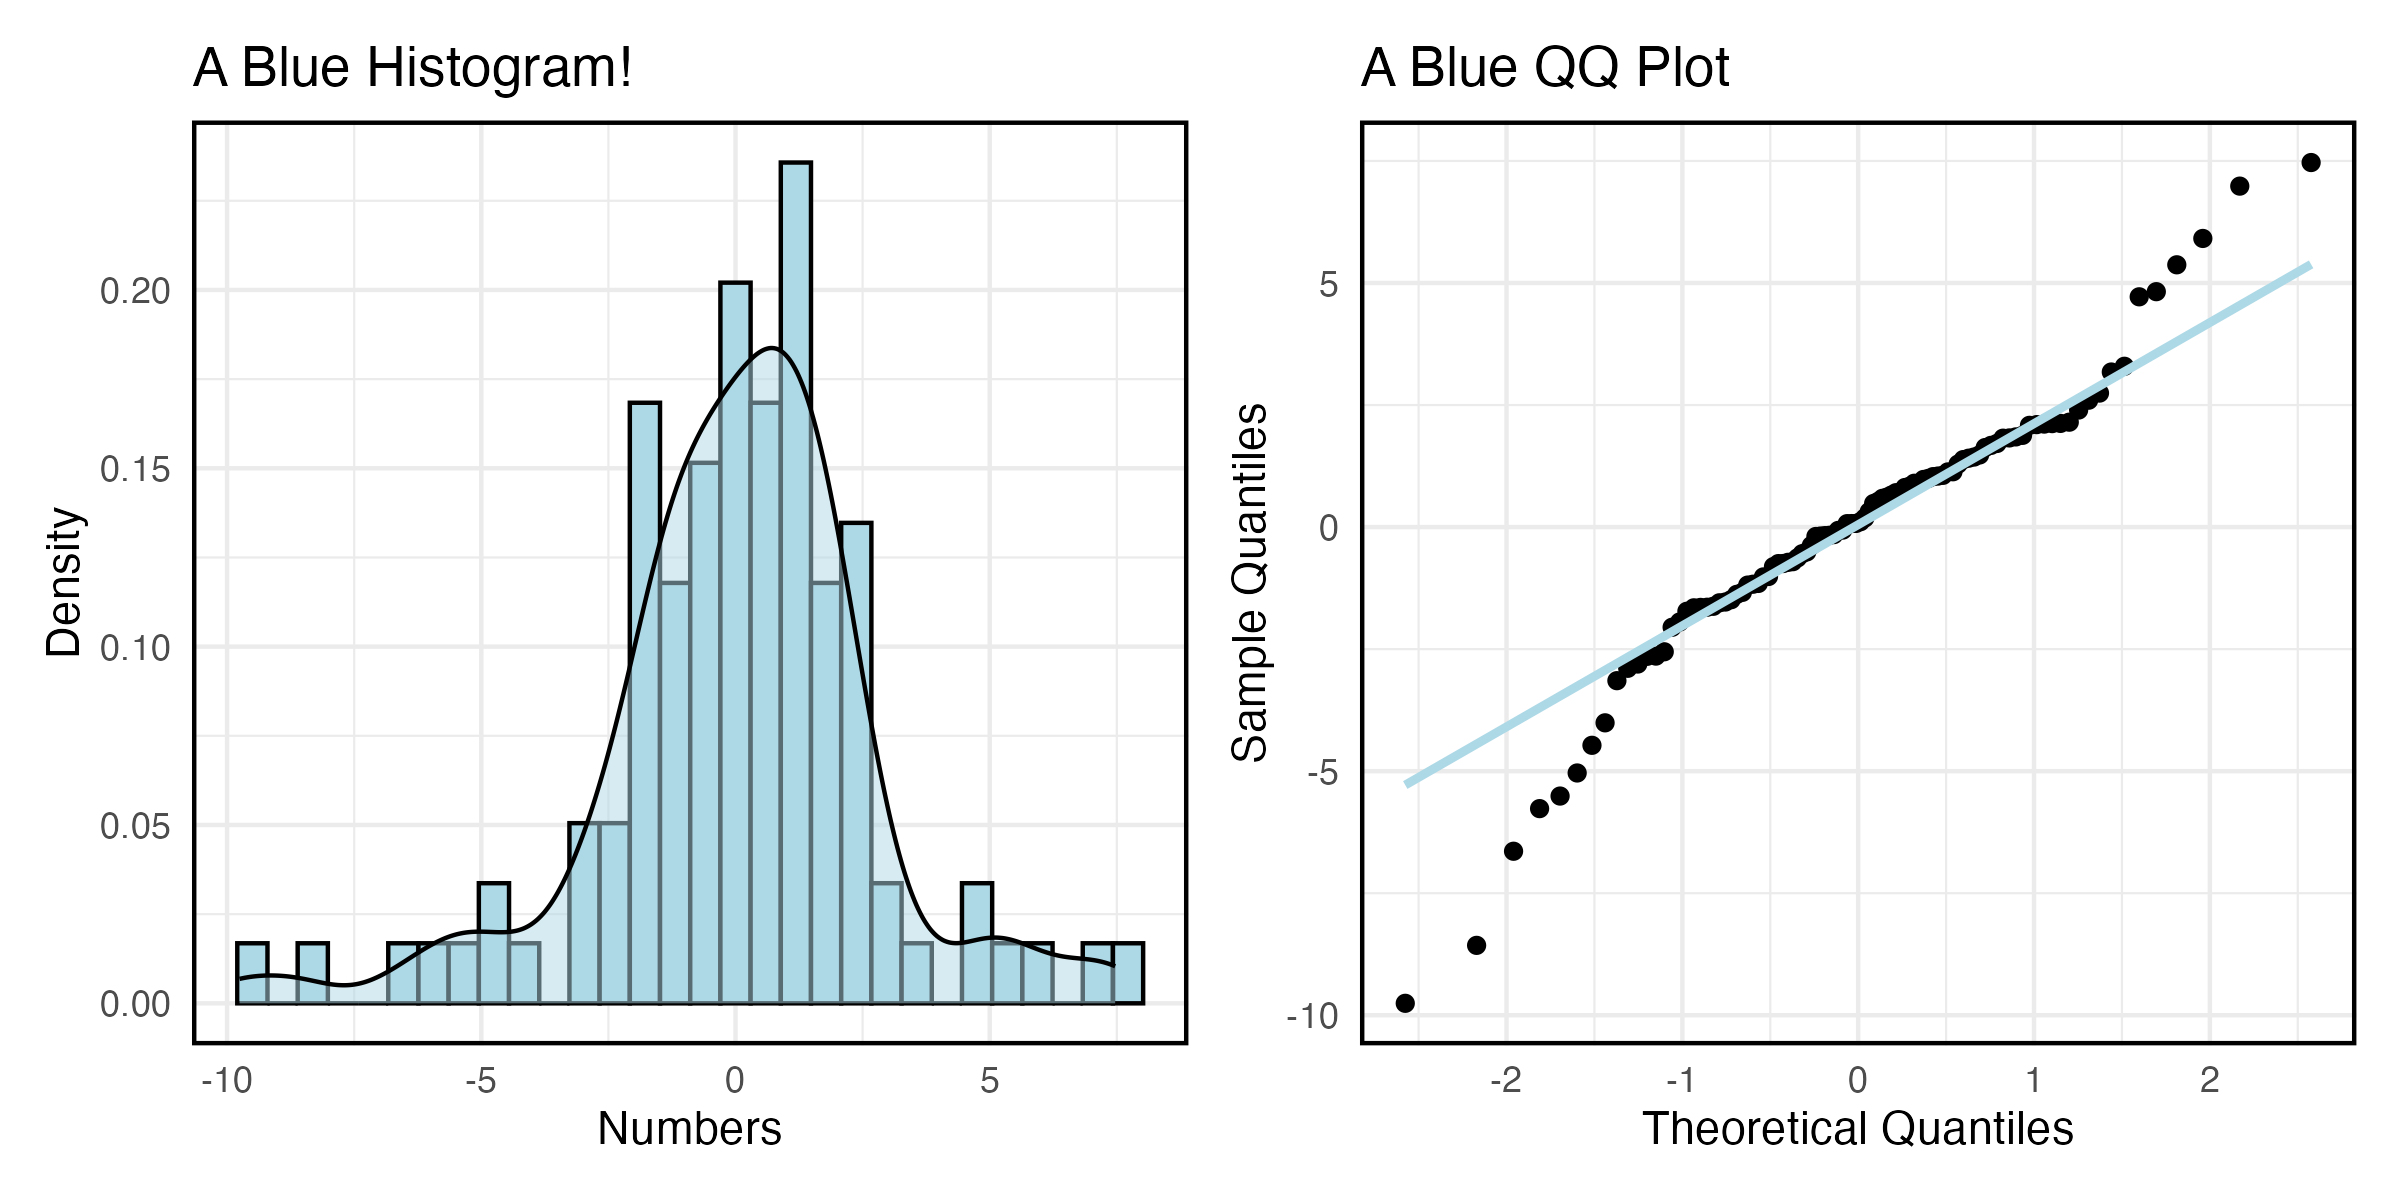 A Blue Histogram!
0.20
0.15
0.10
0.05
0.00
Density
-10 -5 0 5
Numbers
A Blue QQ Plot
5
0
-5
-10
Sample Quantiles
-2 -1 0 1 2
Theoretical Quantiles